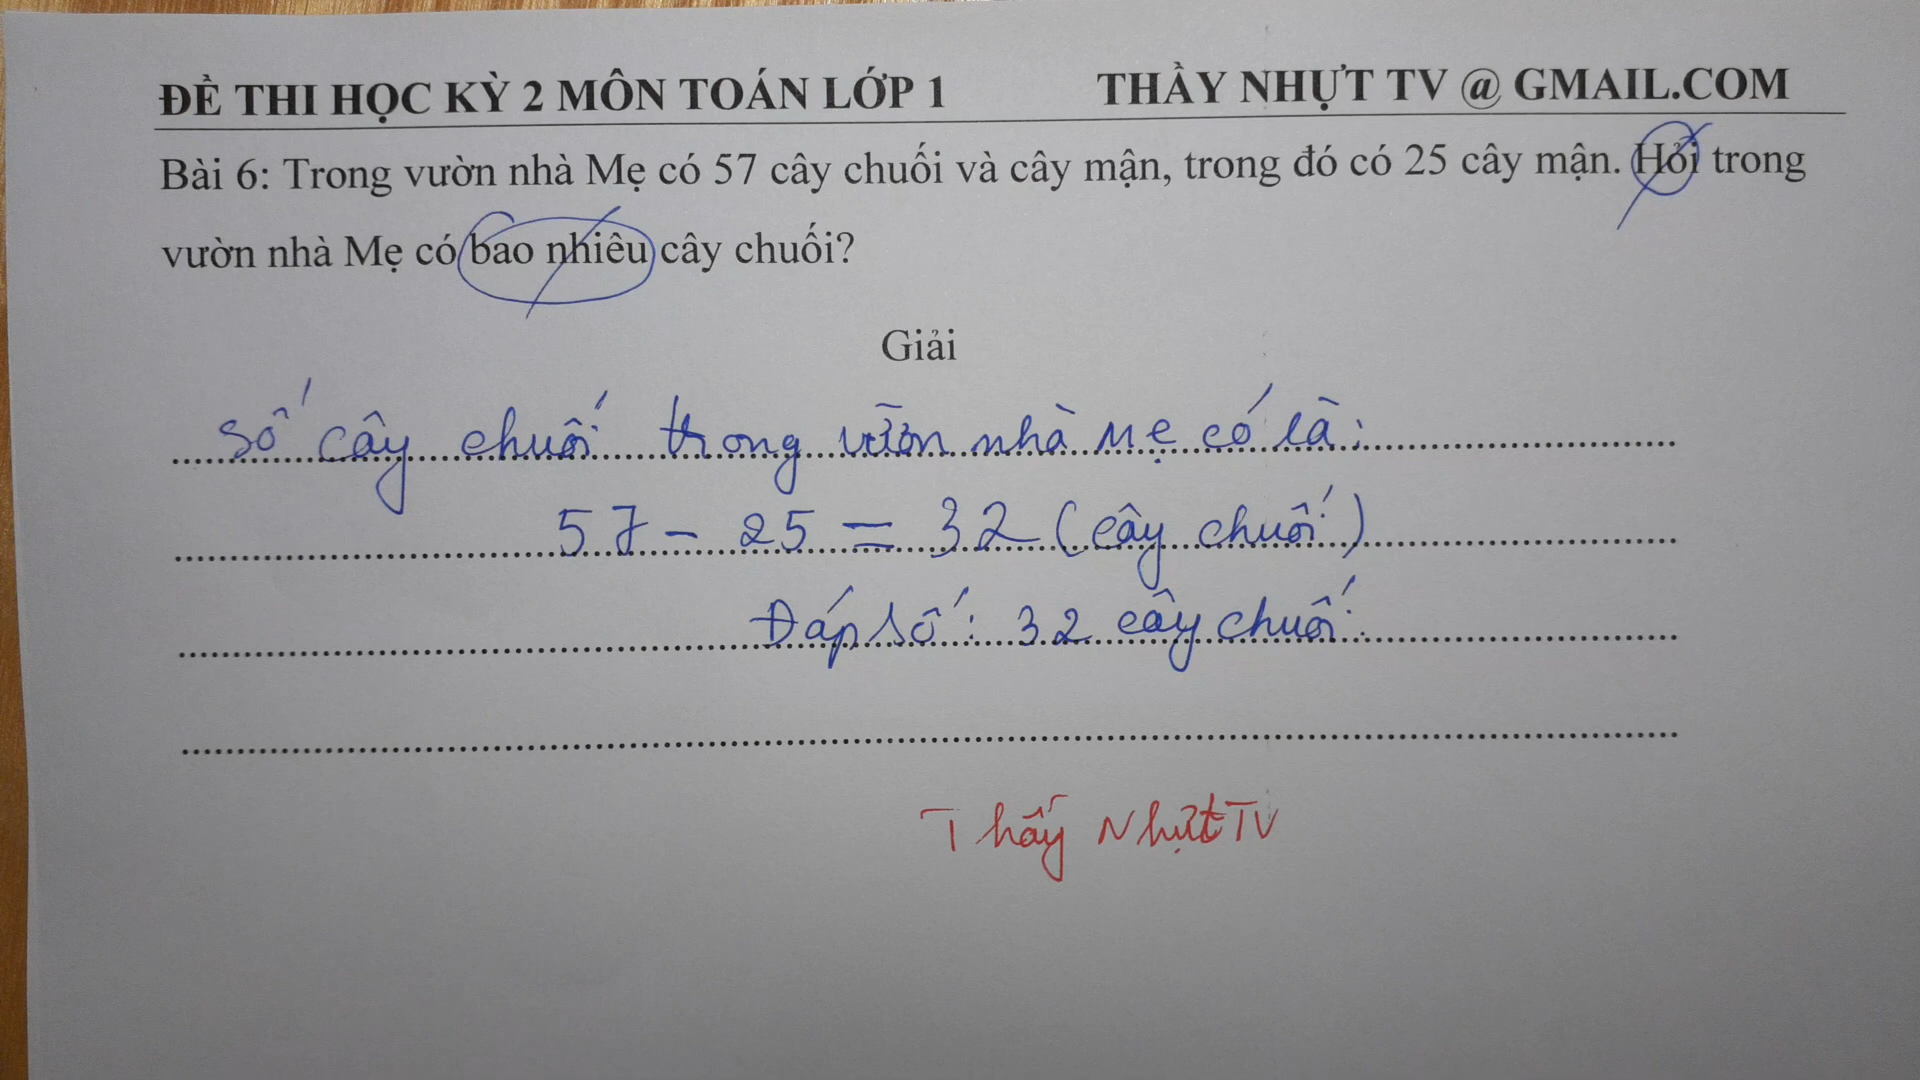 ĐỀ THI HỌC KỲ 2 MÔN TOÁN LỚP 1 THẦY NHỰT TV @ GMAIL.COM
Bài 6: Trong vườn nhà Mẹ có 57 cây chuối và cây mận, trong đó có 25 cây mận. Hỏi trong
vườn nhà Mẹ có bao nhiêu cây chuối?
Giải
Số cây chuối trong vườn nhà Mẹ có là:
57 - 25 = 32 (cây chuối)
Đáp số: 32 cây chuối.
Thầy Nhựt TV